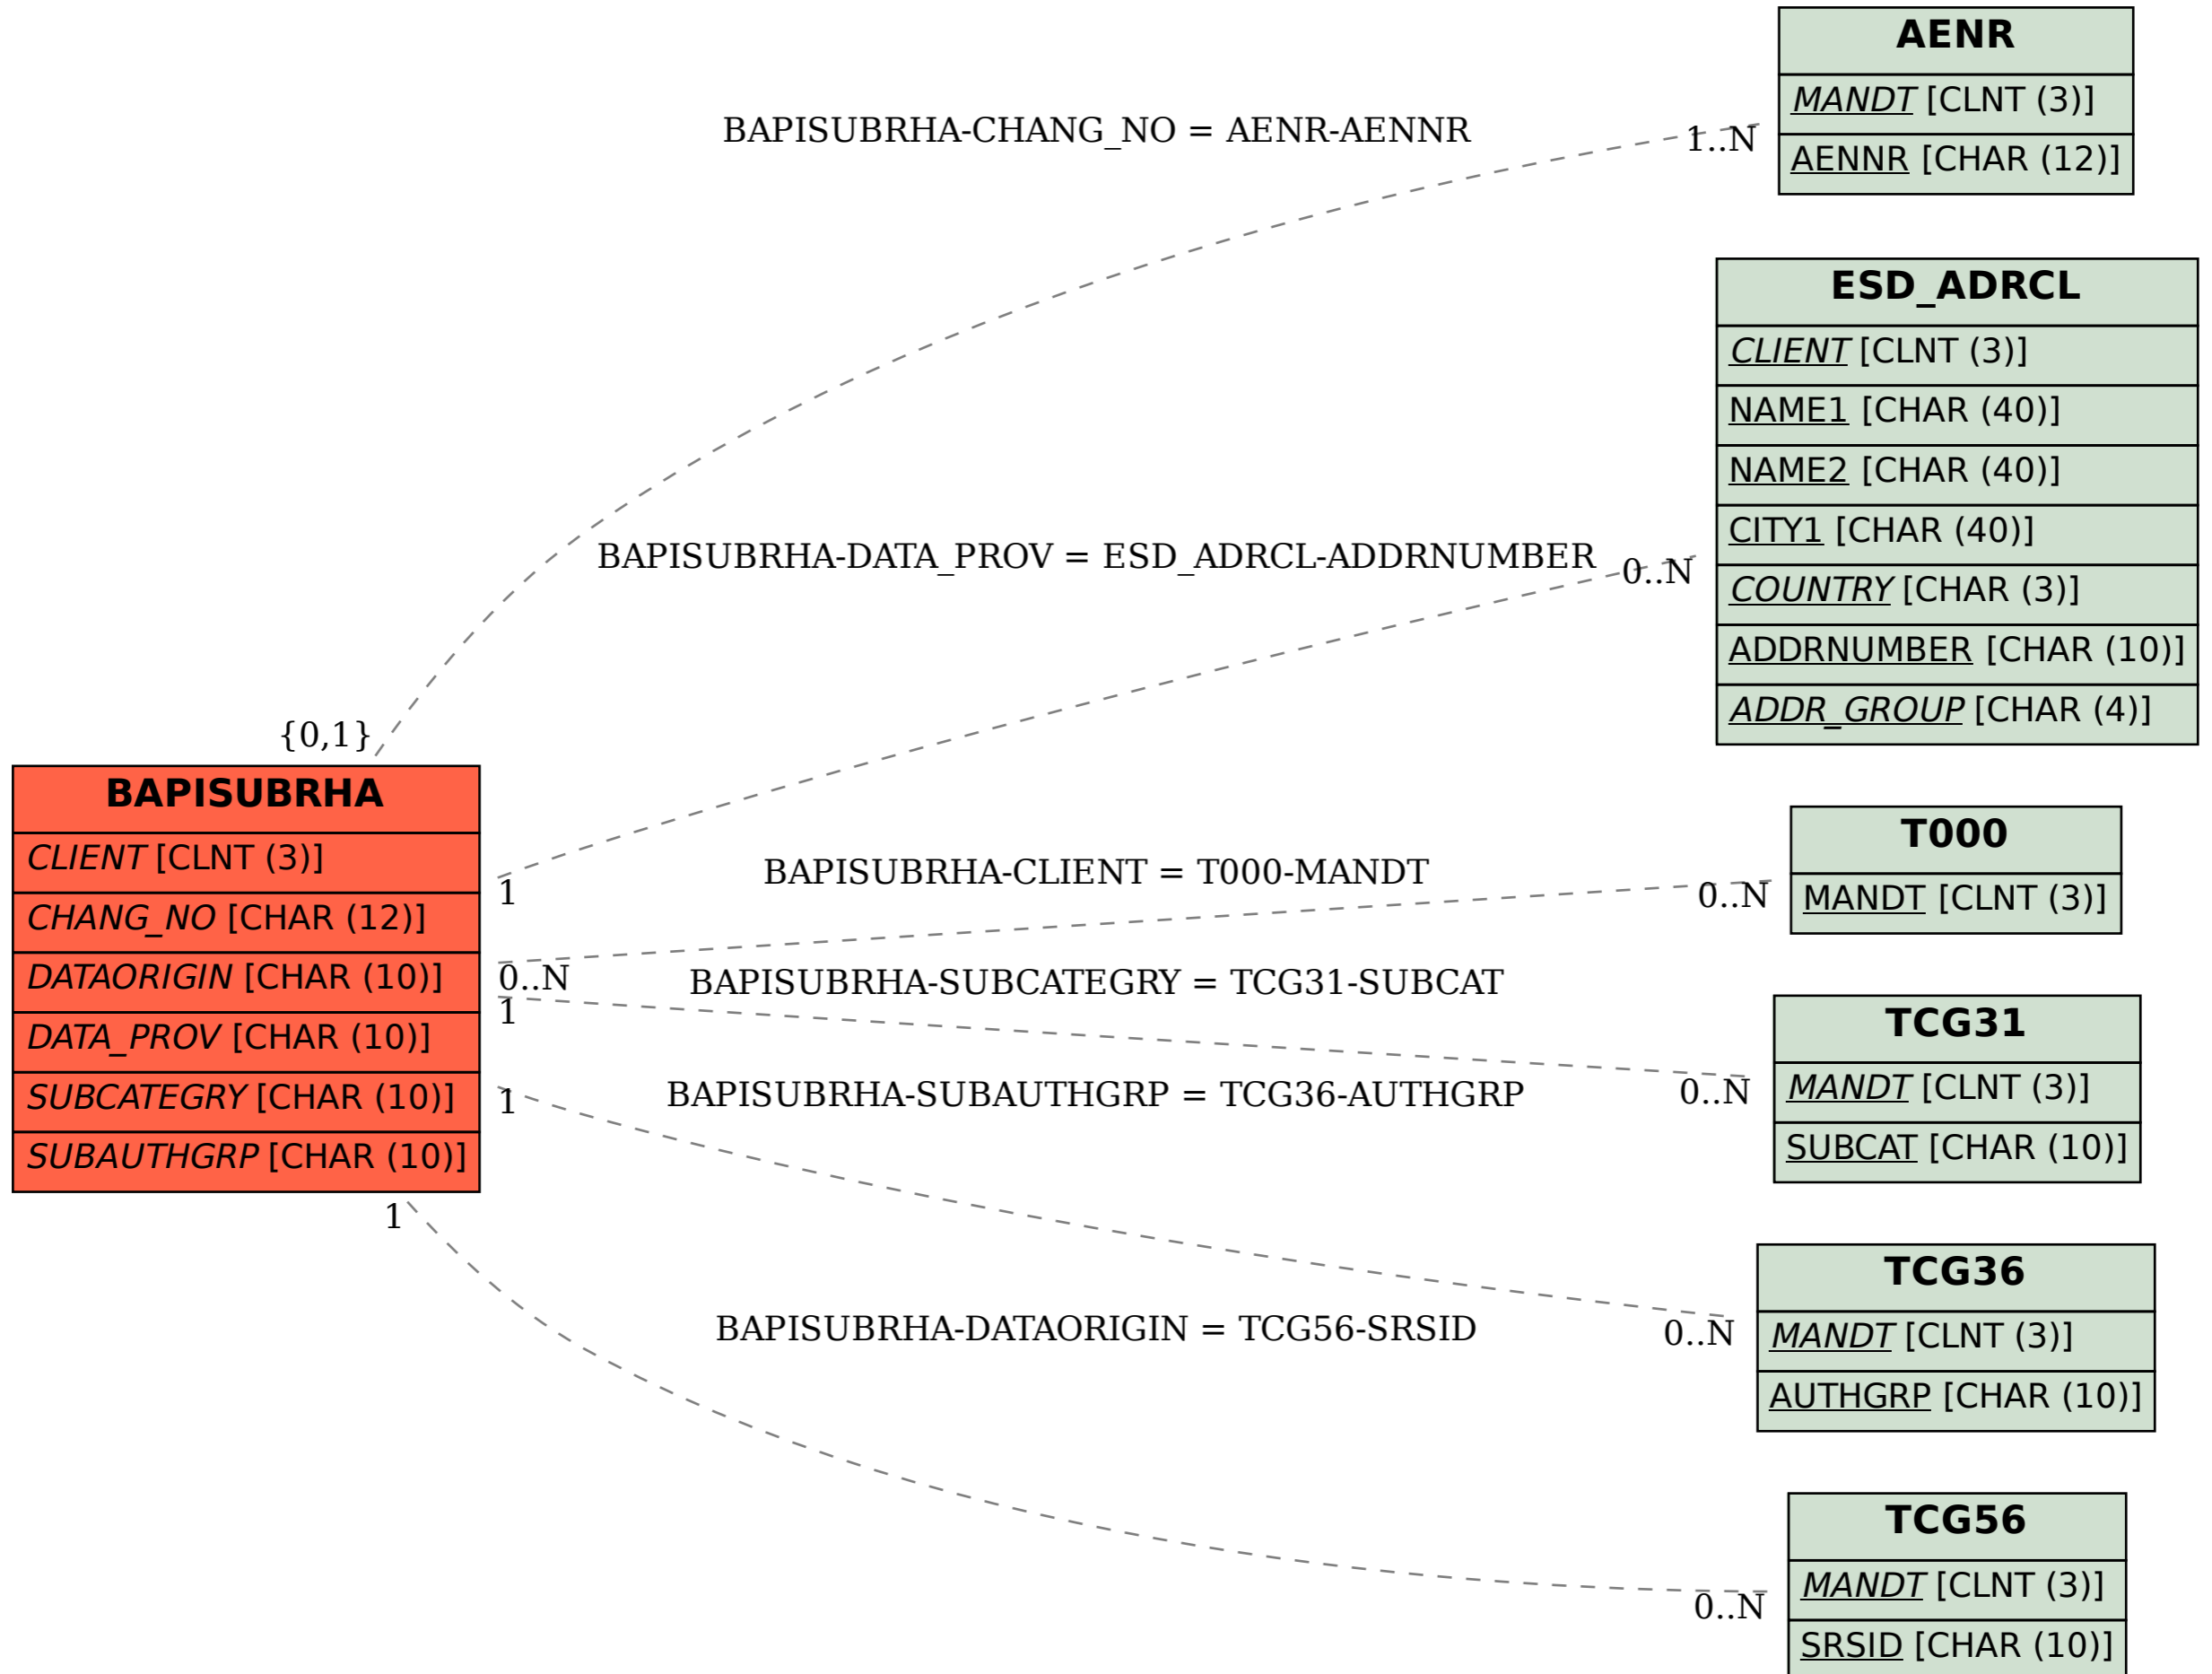 AENR
MANDT [CLNT (3)]
AENNR [CHAR (12)]
BAPISUBRHA-CHANG_NO = AENR-AENNR
1..N
{0,1}
ESD_ADRCL
CLIENT [CLNT (3)]
NAME1 [CHAR (40)]
NAME2 [CHAR (40)]
CITY1 [CHAR (40)]
COUNTRY [CHAR (3)]
ADDRNUMBER [CHAR (10)]
ADDR_GROUP [CHAR (4)]
BAPISUBRHA-DATA_PROV = ESD_ADRCL-ADDRNUMBER
0..N
1
BAPISUBRHA
CLIENT [CLNT (3)]
CHANG_NO [CHAR (12)]
DATAORIGIN [CHAR (10)]
DATA_PROV [CHAR (10)]
SUBCATEGRY [CHAR (10)]
SUBAUTHGRP [CHAR (10)]
BAPISUBRHA-CLIENT = T000-MANDT
0..N
0..N
T000
MANDT [CLNT (3)]
BAPISUBRHA-SUBCATEGRY = TCG31-SUBCAT
1
0..N
TCG31
MANDT [CLNT (3)]
SUBCAT [CHAR (10)]
BAPISUBRHA-SUBAUTHGRP = TCG36-AUTHGRP
1
0..N
TCG36
MANDT [CLNT (3)]
AUTHGRP [CHAR (10)]
BAPISUBRHA-DATAORIGIN = TCG56-SRSID
1
0..N
TCG56
MANDT [CLNT (3)]
SRSID [CHAR (10)]